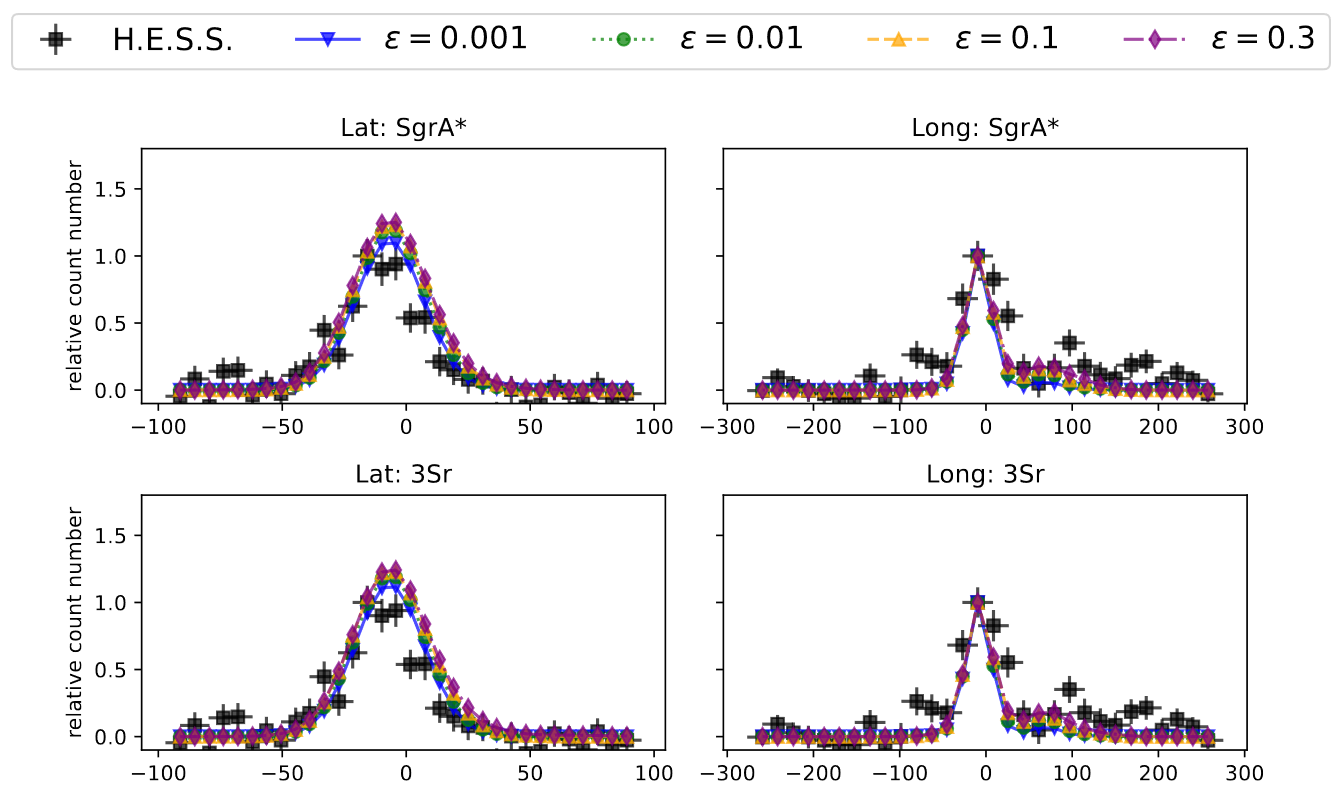 H.E.S.S. ε = 0.001 ε = 0.01 ε = 0.1 ε = 0.3
Lat: SgrA* Long: SgrA*
relative count number
1.5
1.0
0.5
0.0
−100 −50 0 50 100 −300 −200 −100 0 100 200 300
Lat: 3Sr Long: 3Sr
relative count number
1.5
1.0
0.5
0.0
−100 −50 0 50 100 −300 −200 −100 0 100 200 300